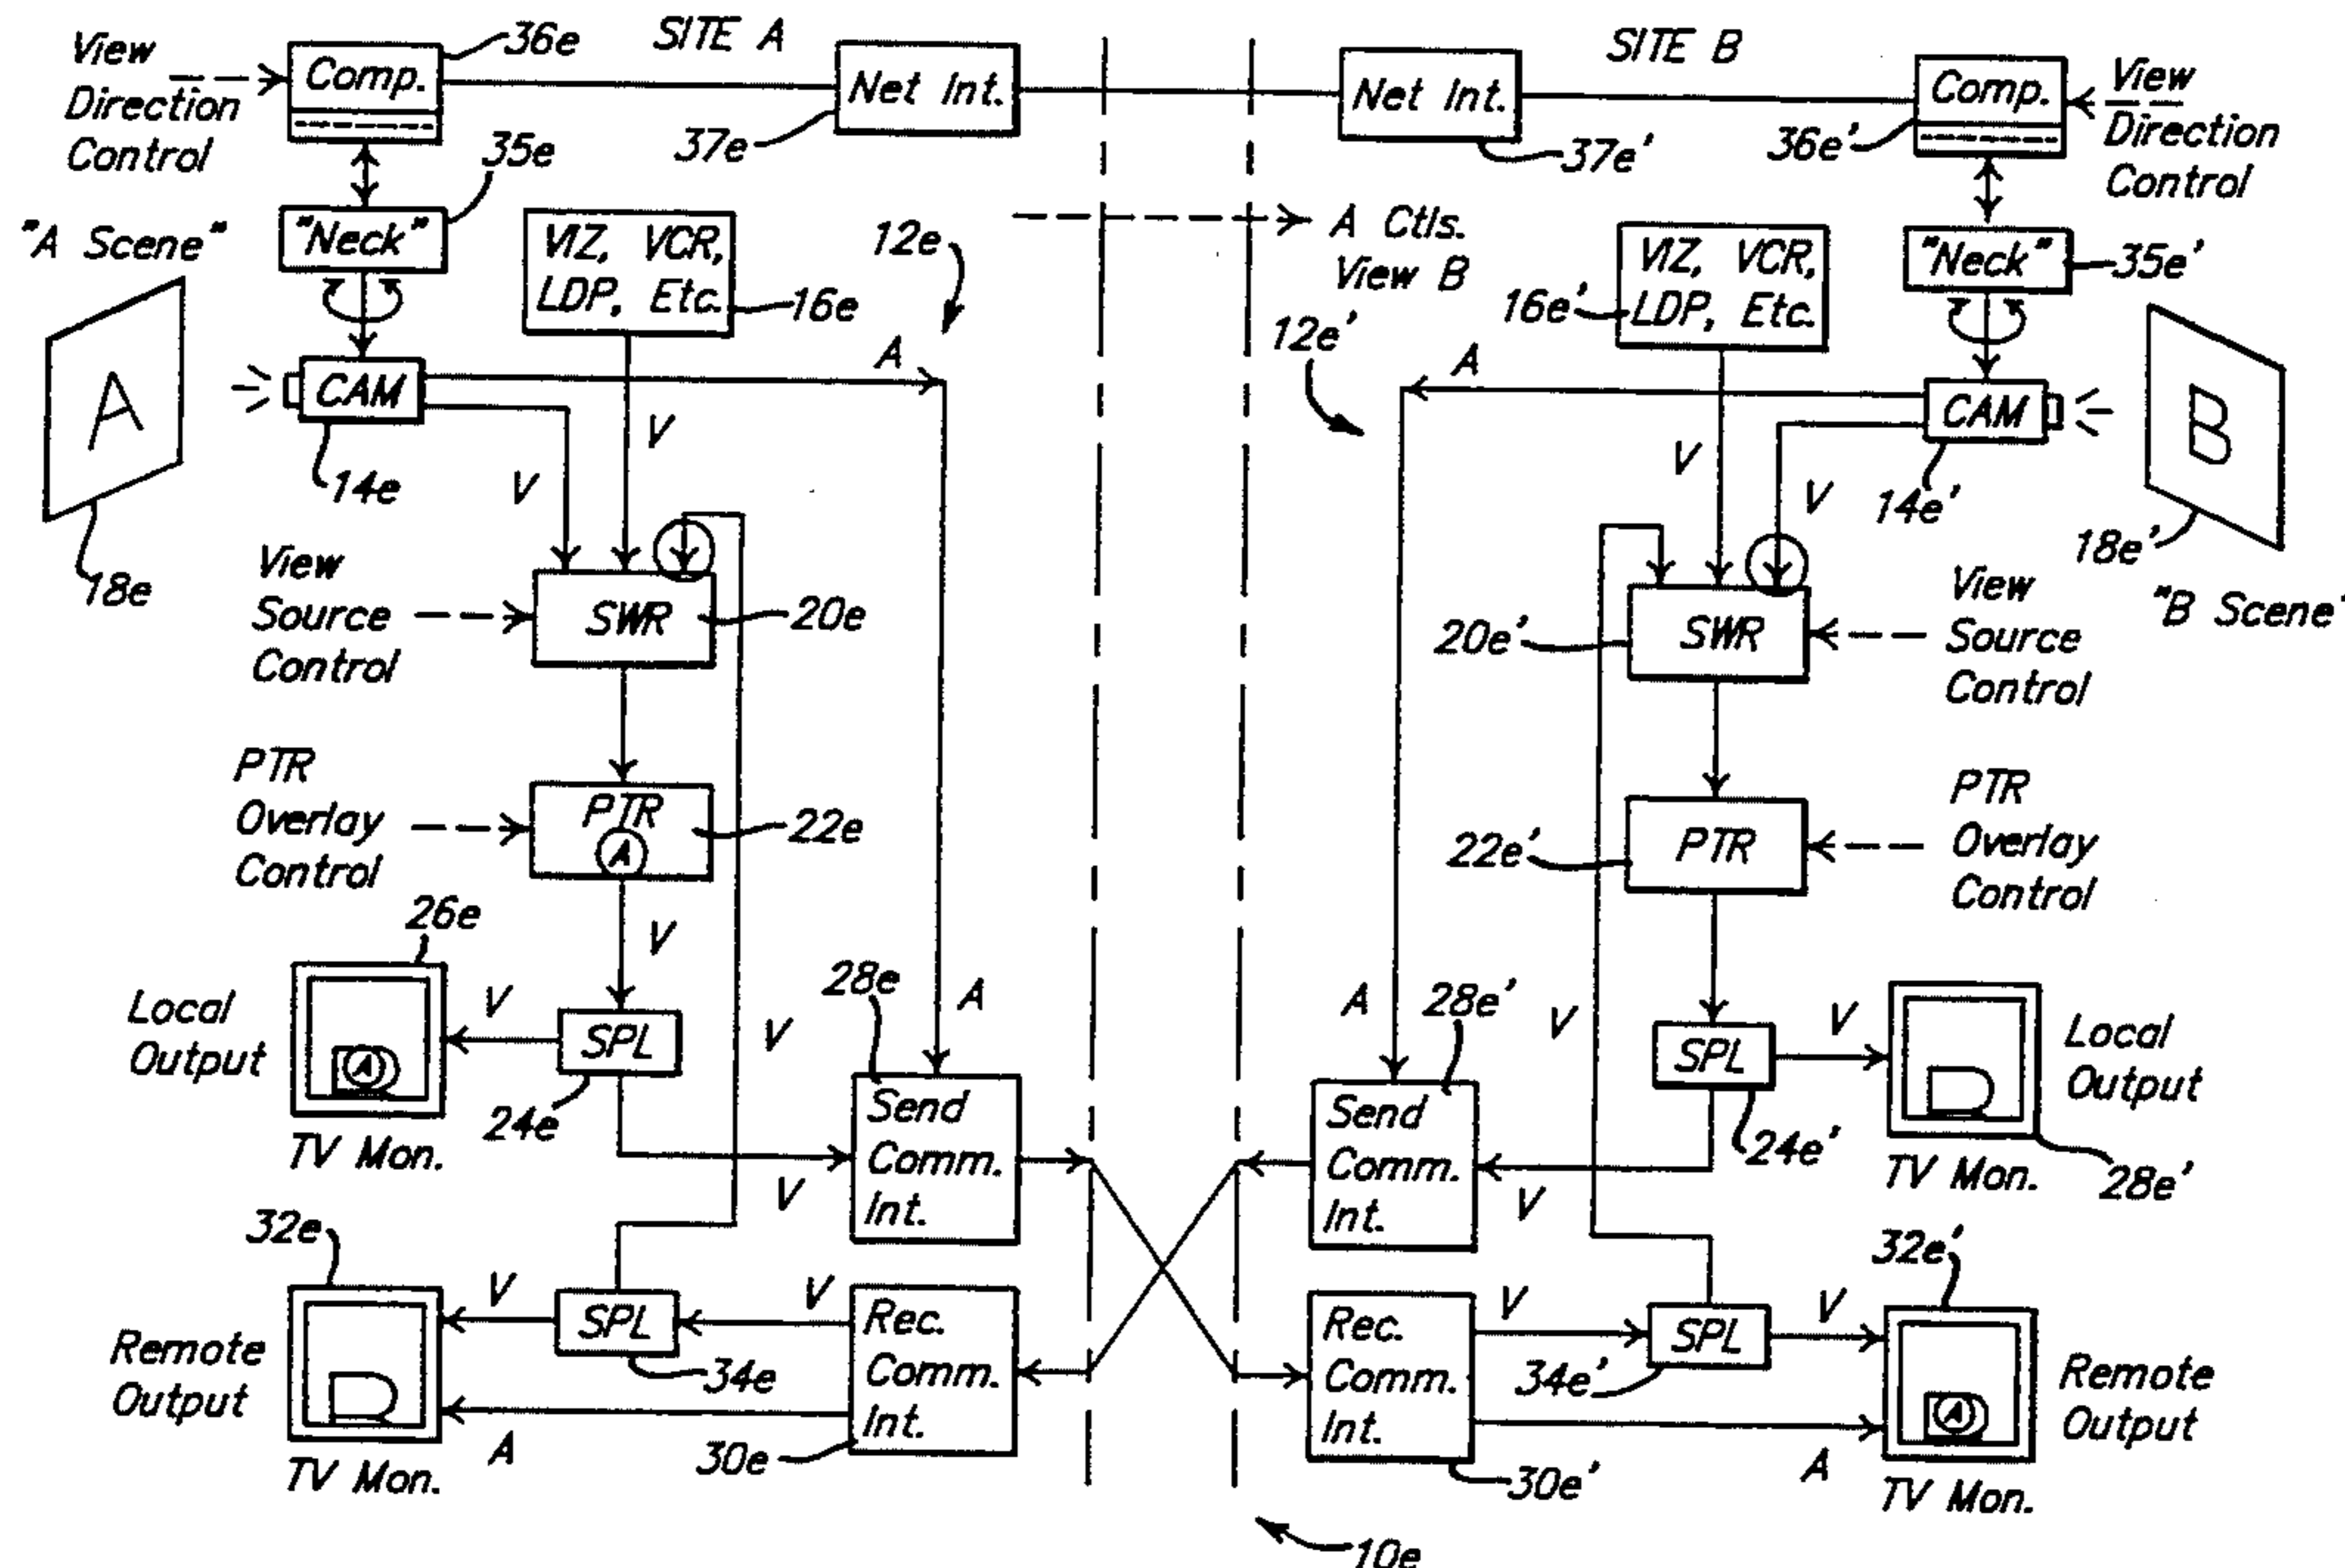 View
Direction
Control
Comp.
36e
SITE A
Net Int.
37e
Net Int.
37e'
SITE B
Comp.
36e'
View
Direction
Control
35e
"Neck"
"A Scene"
A
18e
CAM
14e
VIZ, VCR,
LDP, Etc.
16e
12e
A
V
V
A Ctls.
View B
12e'
VIZ, VCR,
LDP, Etc.
16e'
"Neck"
35e'
A
V
V
CAM
14e'
B
18e'
"B Scene"
View
Source
Control
SWR
20e
SWR
20e'
View
Source
Control
PTR
Overlay
Control
PTR
A
22e
PTR
22e'
PTR
Overlay
Control
26e
Local
Output
A
TV Mon.
V
V
SPL
24e
V
V
28e
A
Send
Comm.
Int.
A
28e'
Send
Comm.
Int.
V
V
SPL
24e'
V
Local
Output
TV Mon.
28e'
32e
Remote
Output
TV Mon.
V
SPL
34e
V
A
Rec.
Comm.
Int.
30e
Rec.
Comm.
Int.
30e'
V
SPL
34e'
V
A
32e'
A
Remote
Output
TV Mon.
10e